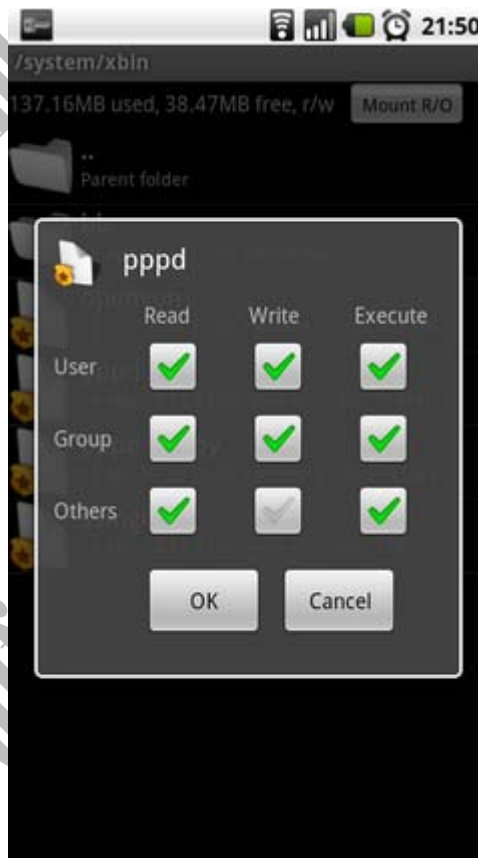 21:50
/system/xbin
137.16MB used, 38.47MB free, r/w Mount R/O
..
Parent folder
pppd
Read Write Execute
User
Group
Others
OK Cancel